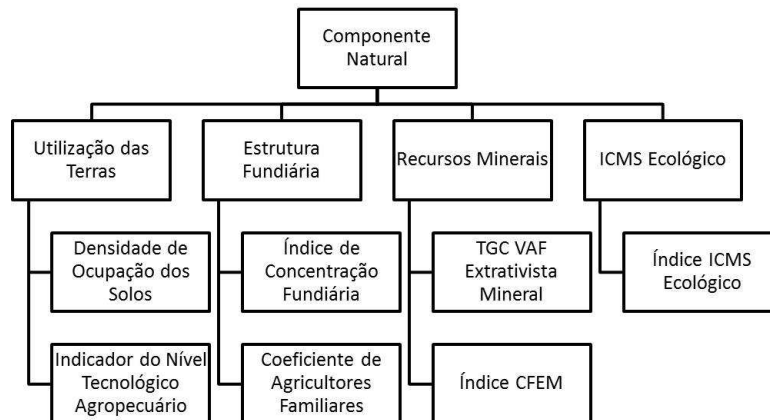 Componente
Natural
Utilização das
Terras
Estrutura
Fundiária
Recursos Minerais
ICMS Ecológico
Densidade de
Ocupação dos
Solos
Índice de
Concentração
Fundiária
TGC VAF
Extrativista
Mineral
Índice ICMS
Ecológico
Indicador do Nível
Tecnológico
Agropecuário
Coeficiente de
Agricultores
Familiares
Índice CFEM